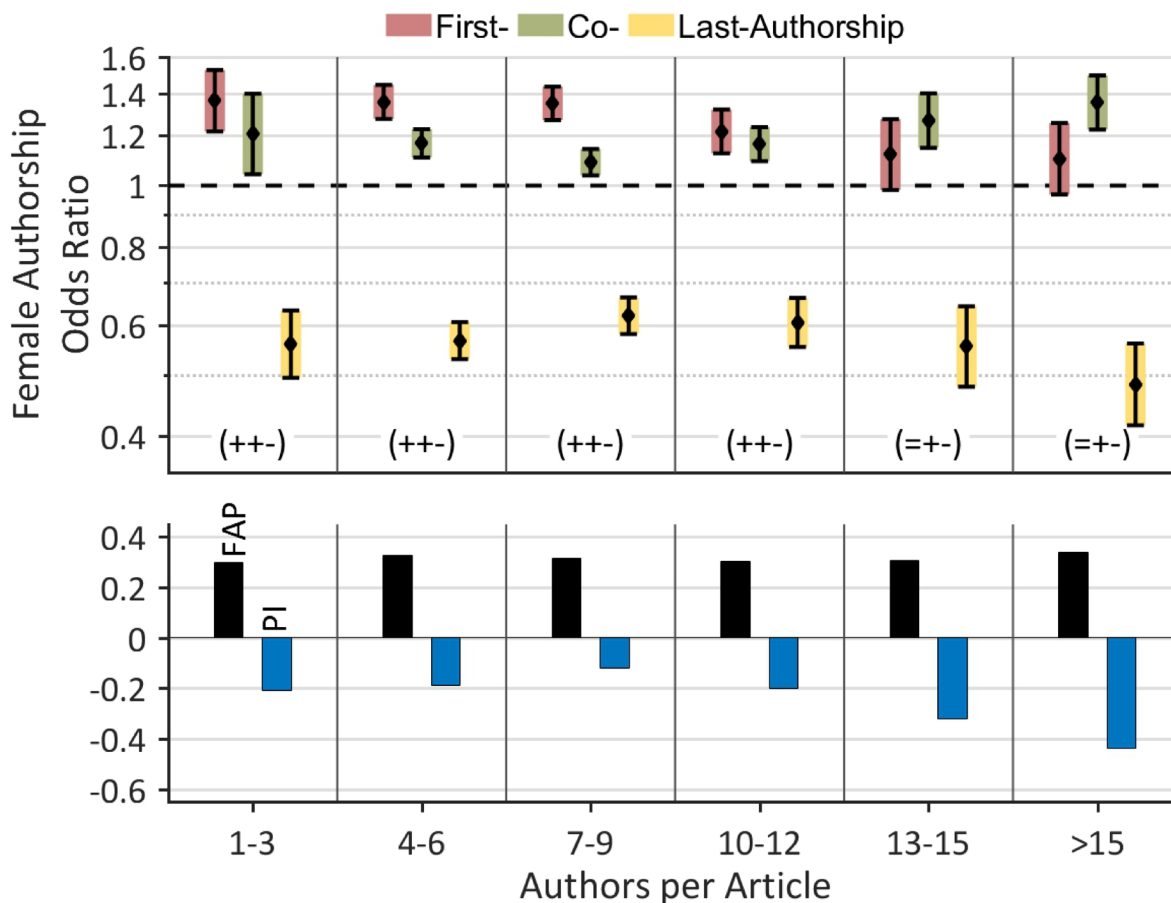 First- Co- Last-Authorship
Female Authorship
Odds Ratio
1.6
1.4
1.2
1
0.8
0.6
0.4
(++-) (++-) (++-) (++-) (=+-) (=+-)
FAP
PI
0.4
0.2
0
-0.2
-0.4
-0.6
1-3 4-6 7-9 10-12 13-15 >15
Authors per Article